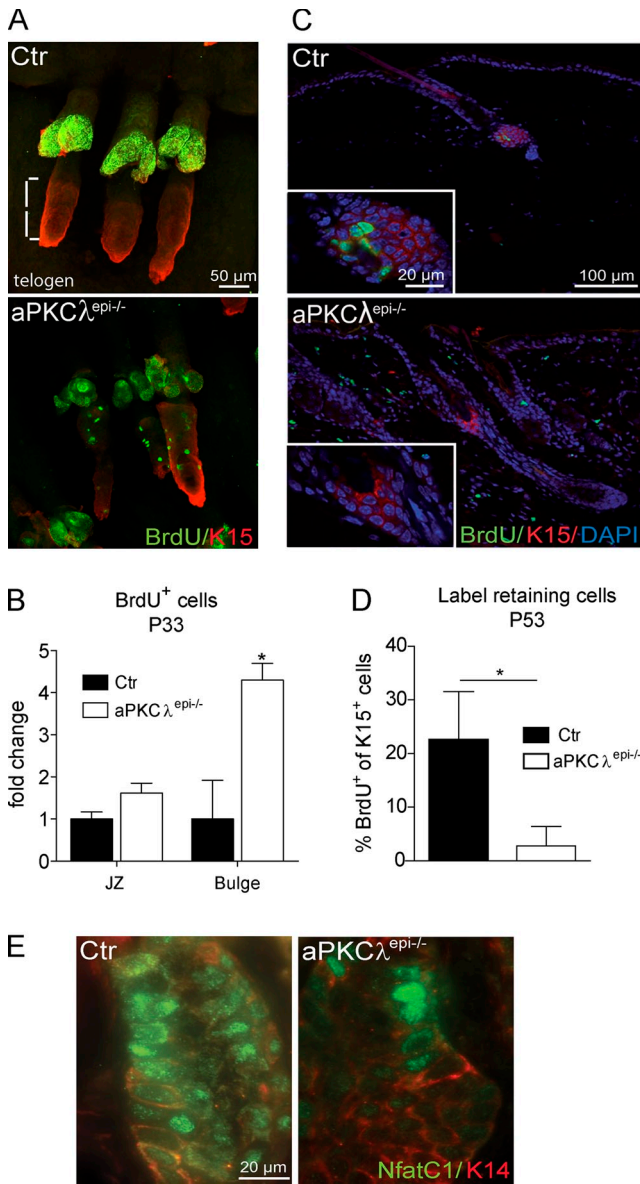 A
Ctr
telogen
50 µm
aPKCλepi-/-
BrdU/K15
C
Ctr
20 µm
100 µm
aPKCλepi-/-
BrdU/K15/DAPI
B
BrdU+ cells
P33
fold change
5
4
3
2
1
0
*
Ctr
aPKCλepi-/-
JZ
Bulge
D
Label retaining cells
P53
% BrdU+ of K15+ cells
40
30
20
10
0
*
Ctr
aPKCλepi-/-
E
Ctr
20 µm
aPKCλepi-/-
NfatC1/K14